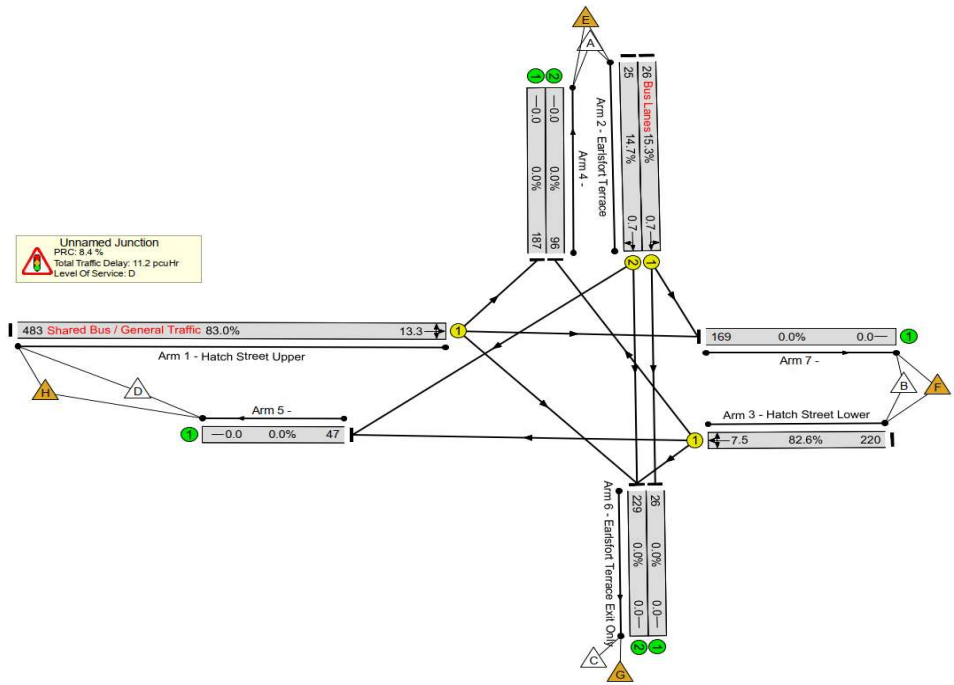 E
A
1
2
—0.0
0.0%
187
—0.0
0.0%
96
Arm 4 -
Arm 2 - Earlsfort Terrace
25
14.7%
0.7
26 Bus Lanes 15.3%
0.7
2
1
Unnamed Junction
PRC: 8.4 %
Total Traffic Delay: 11.2 pcuHr
Level Of Service: D
483 Shared Bus / General Traffic 83.0% 13.3
1
Arm 1 - Hatch Street Upper
169 0.0% 0.0—
1
Arm 7 -
H
D
B
F
Arm 5 -
1
—0.0 0.0% 47
Arm 3 - Hatch Street Lower
1
7.5 82.6% 220
Arm 6 - Earlsfort Terrace Exit Only
229
0.0%
0.0—
26
0.0%
0.0—
2
1
C
G